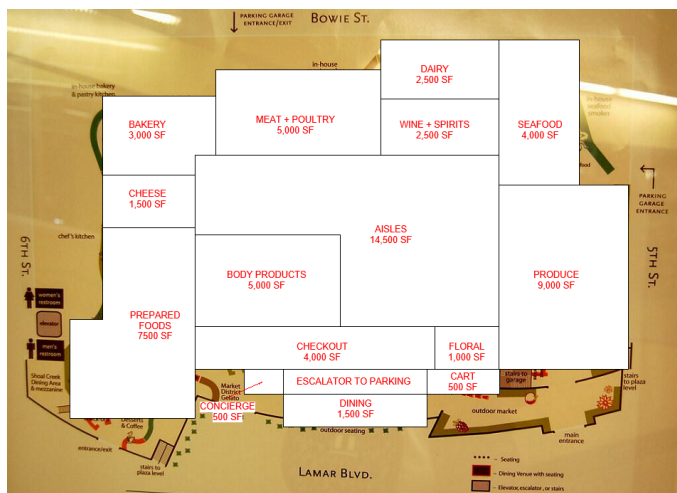 PARKING GARAGE
ENTRANCE/EXIT
BOWIE ST.
in-house
DAIRY
2,500 SF
in-house bakery
& pastry kitchen
MEAT + POULTRY
5,000 SF
WINE + SPIRITS
2,500 SF
SEAFOOD
4,000 SF
in-house
seafood
smoker
BAKERY
3,000 SF
CHEESE
1,500 SF
PARKING
GARAGE
ENTRANCE
AISLES
14,500 SF
chef's kitchen
6TH ST.
5TH ST.
BODY PRODUCTS
5,000 SF
PRODUCE
9,000 SF
women's
restroom
elevator
men's
restroom
PREPARED
FOODS
7500 SF
CHECKOUT
4,000 SF
FLORAL
1,000 SF
Shoal Creek
Dining Area
& mezzanine
Market
District
Gelato
ESCALATOR TO PARKING
CART
500 SF
stairs to
garage
stairs
to plaza
level
CONCIERGE
500 SF
DINING
1,500 SF
outdoor market
Desserts
& Coffee
outdoor seating
main
entrance
entrance/exit
stairs to
plaza level
LAMAR BLVD.
- Seating
- Dining Venue with seating
- Elevator, escalator, or stairs